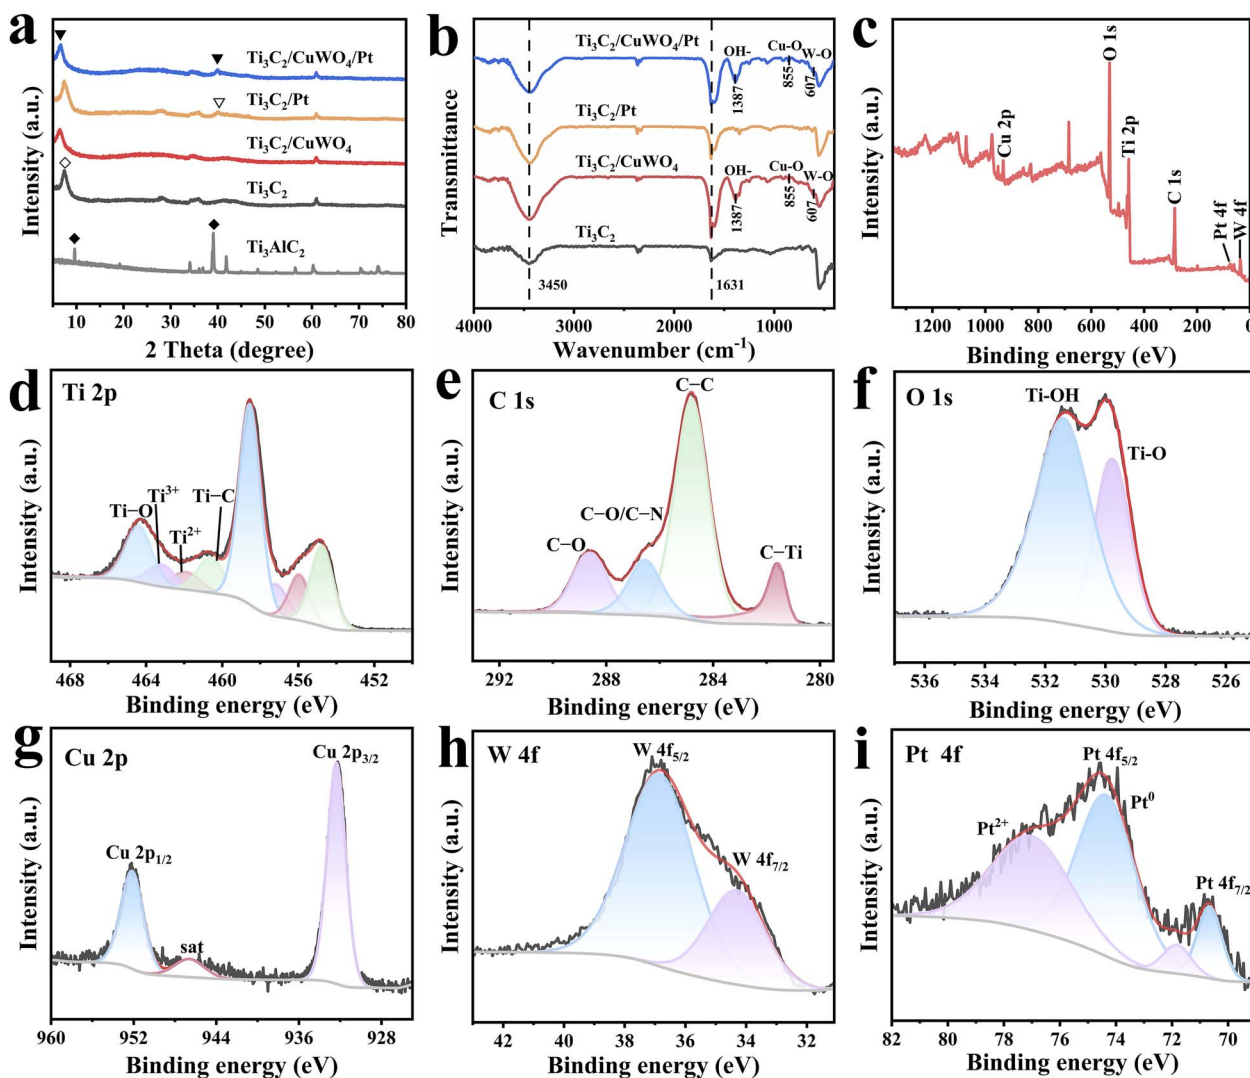 a
Ti₃C₂/CuWO₄/Pt
Ti₃C₂/Pt
Ti₃C₂/CuWO₄
Ti₃C₂
Ti₃AlC₂
Intensity (a.u.)
10 20 30 40 50 60 70 80
2 Theta (degree)
b
Ti₃C₂/CuWO₄/Pt
OH-
Cu-O
W-O
1387
855
607
Ti₃C₂/Pt
Ti₃C₂/CuWO₄
OH-
Cu-O
W-O
1387
855
607
Ti₃C₂
3450
1631
Transmittance
4000 3000 2000 1000
Wavenumber (cm⁻¹)
c
O 1s
Cu 2p
Ti 2p
C 1s
Pt 4f
W 4f
Intensity (a.u.)
1200 1000 800 600 400 200 0
Binding energy (eV)
d
Ti 2p
Ti−O
Ti³⁺
Ti²⁺
Ti−C
Intensity (a.u.)
468 464 460 456 452
Binding energy (eV)
e
C 1s
C−C
C−O/C−N
C−O
C−Ti
Intensity (a.u.)
292 288 284 280
Binding energy (eV)
f
O 1s
Ti-OH
Ti-O
Intensity (a.u.)
536 534 532 530 528 526
Binding energy (eV)
g
Cu 2p
Cu 2p₃/₂
Cu 2p₁/₂
sat
Intensity (a.u.)
960 952 944 936 928
Binding energy (eV)
h
W 4f
W 4f₅/₂
W 4f₇/₂
Intensity (a.u.)
42 40 38 36 34 32
Binding energy (eV)
i
Pt 4f
Pt 4f₅/₂
Pt⁰
Pt²⁺
Pt 4f₇/₂
Intensity (a.u.)
82 80 78 76 74 72 70
Binding energy (eV)